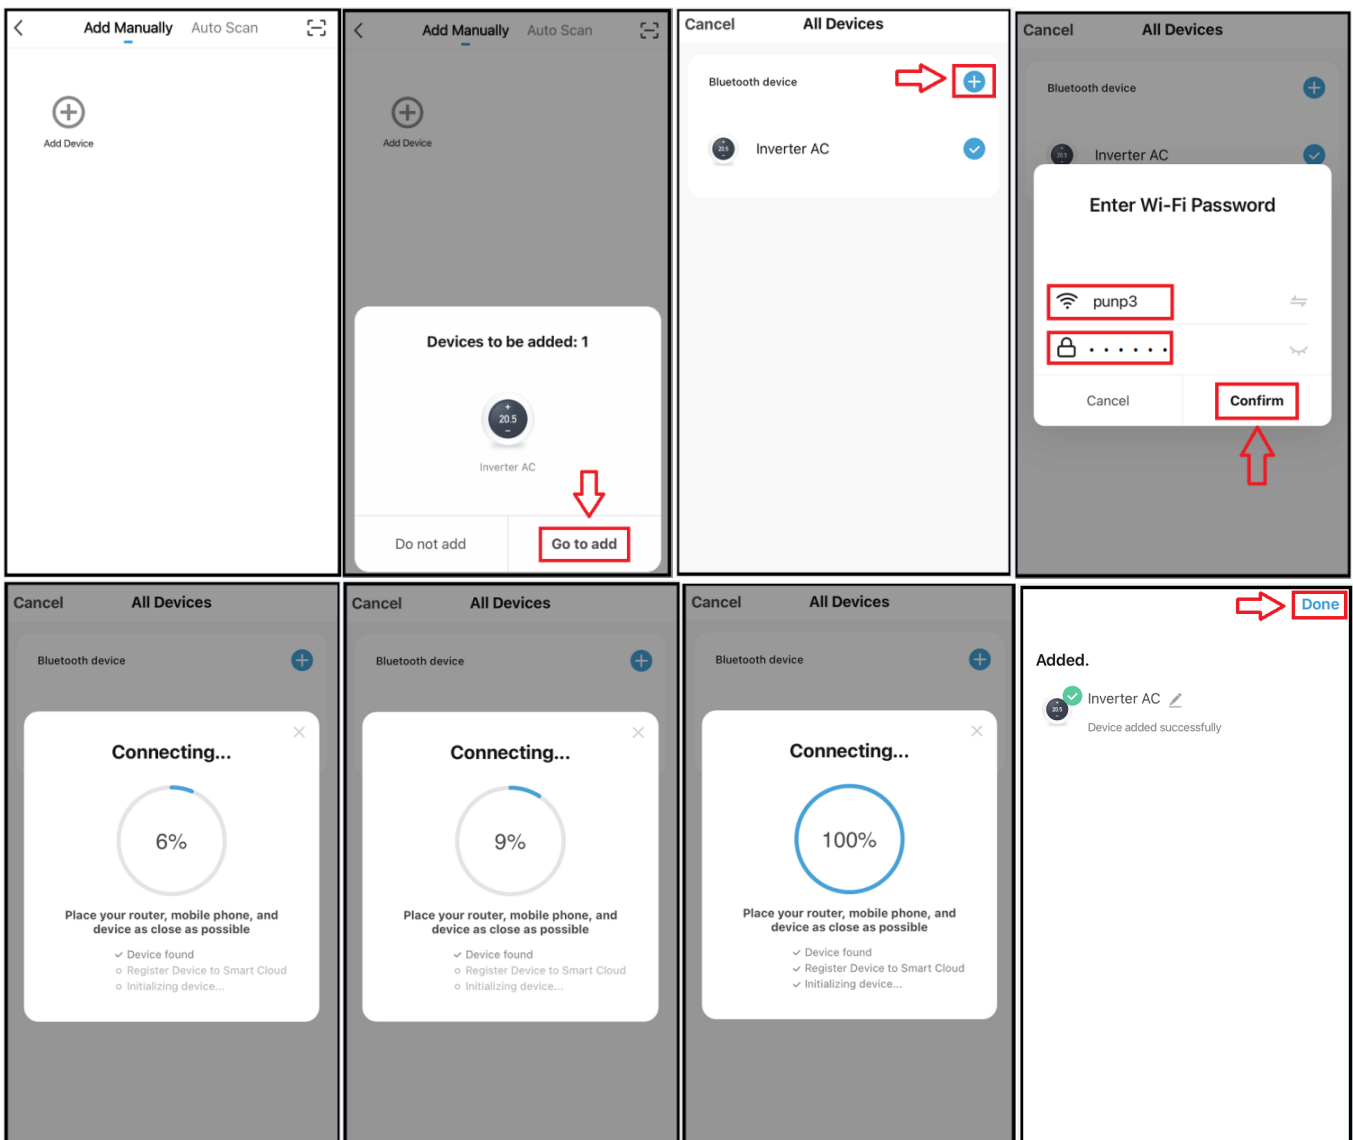 Add Manually Auto Scan
Add Device
Add Manually Auto Scan
Add Device
Devices to be added: 1
+
20.5
−
Inverter AC
Do not add Go to add
Cancel All Devices
Bluetooth device
20.5 Inverter AC
Cancel All Devices
Bluetooth device
20.5 Inverter AC
Enter Wi-Fi Password
punp3
Cancel Confirm
Cancel All Devices
Bluetooth device
Connecting...
6%
Place your router, mobile phone, and
device as close as possible
Device found
Register Device to Smart Cloud
Initializing device...
Cancel All Devices
Bluetooth device
Connecting...
9%
Place your router, mobile phone, and
device as close as possible
Device found
Register Device to Smart Cloud
Initializing device...
Cancel All Devices
Bluetooth device
Connecting...
100%
Place your router, mobile phone, and
device as close as possible
Device found
Register Device to Smart Cloud
Initializing device...
Done
Added.
20.5 Inverter AC
Device added successfully